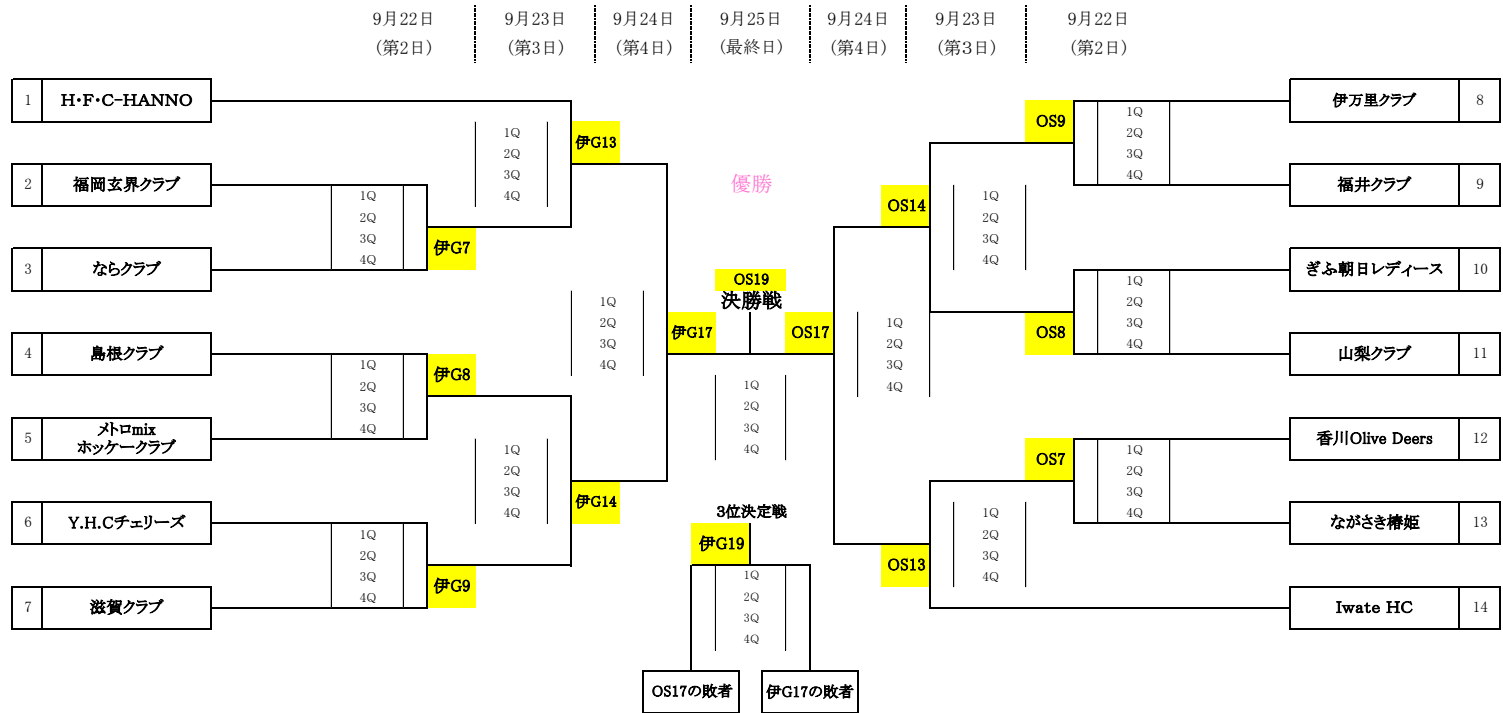 9月22日 9月23日 9月24日 9月25日 9月24日 9月23日 9月22日
(第2日) (第3日) (第4日) (最終日) (第4日) (第3日) (第2日)
1 H・F・C-HANNO
2 福岡玄界クラブ
3 ならクラブ
4 島根クラブ
5 メトロmix
ホッケークラブ
6 Y.H.Cチェリーズ
7 滋賀クラブ
1Q
2Q
3Q
4Q
伊G7
1Q
2Q
3Q
4Q
伊G8
1Q
2Q
3Q
4Q
伊G9
1Q
2Q
3Q
4Q
伊G13
1Q
2Q
3Q
4Q
伊G14
1Q
2Q
3Q
4Q
伊G17
優勝
OS19
決勝戦
1Q
2Q
3Q
4Q
3位決定戦
伊G19
1Q
2Q
3Q
4Q
OS17の敗者 伊G17の敗者
OS17
1Q
2Q
3Q
4Q
OS14
1Q
2Q
3Q
4Q
OS13
1Q
2Q
3Q
4Q
OS9
1Q
2Q
3Q
4Q
OS8
1Q
2Q
3Q
4Q
OS7
1Q
2Q
3Q
4Q
伊万里クラブ 8
福井クラブ 9
ぎふ朝日レディース 10
山梨クラブ 11
香川Olive Deers 12
ながさき椿姫 13
Iwate HC 14